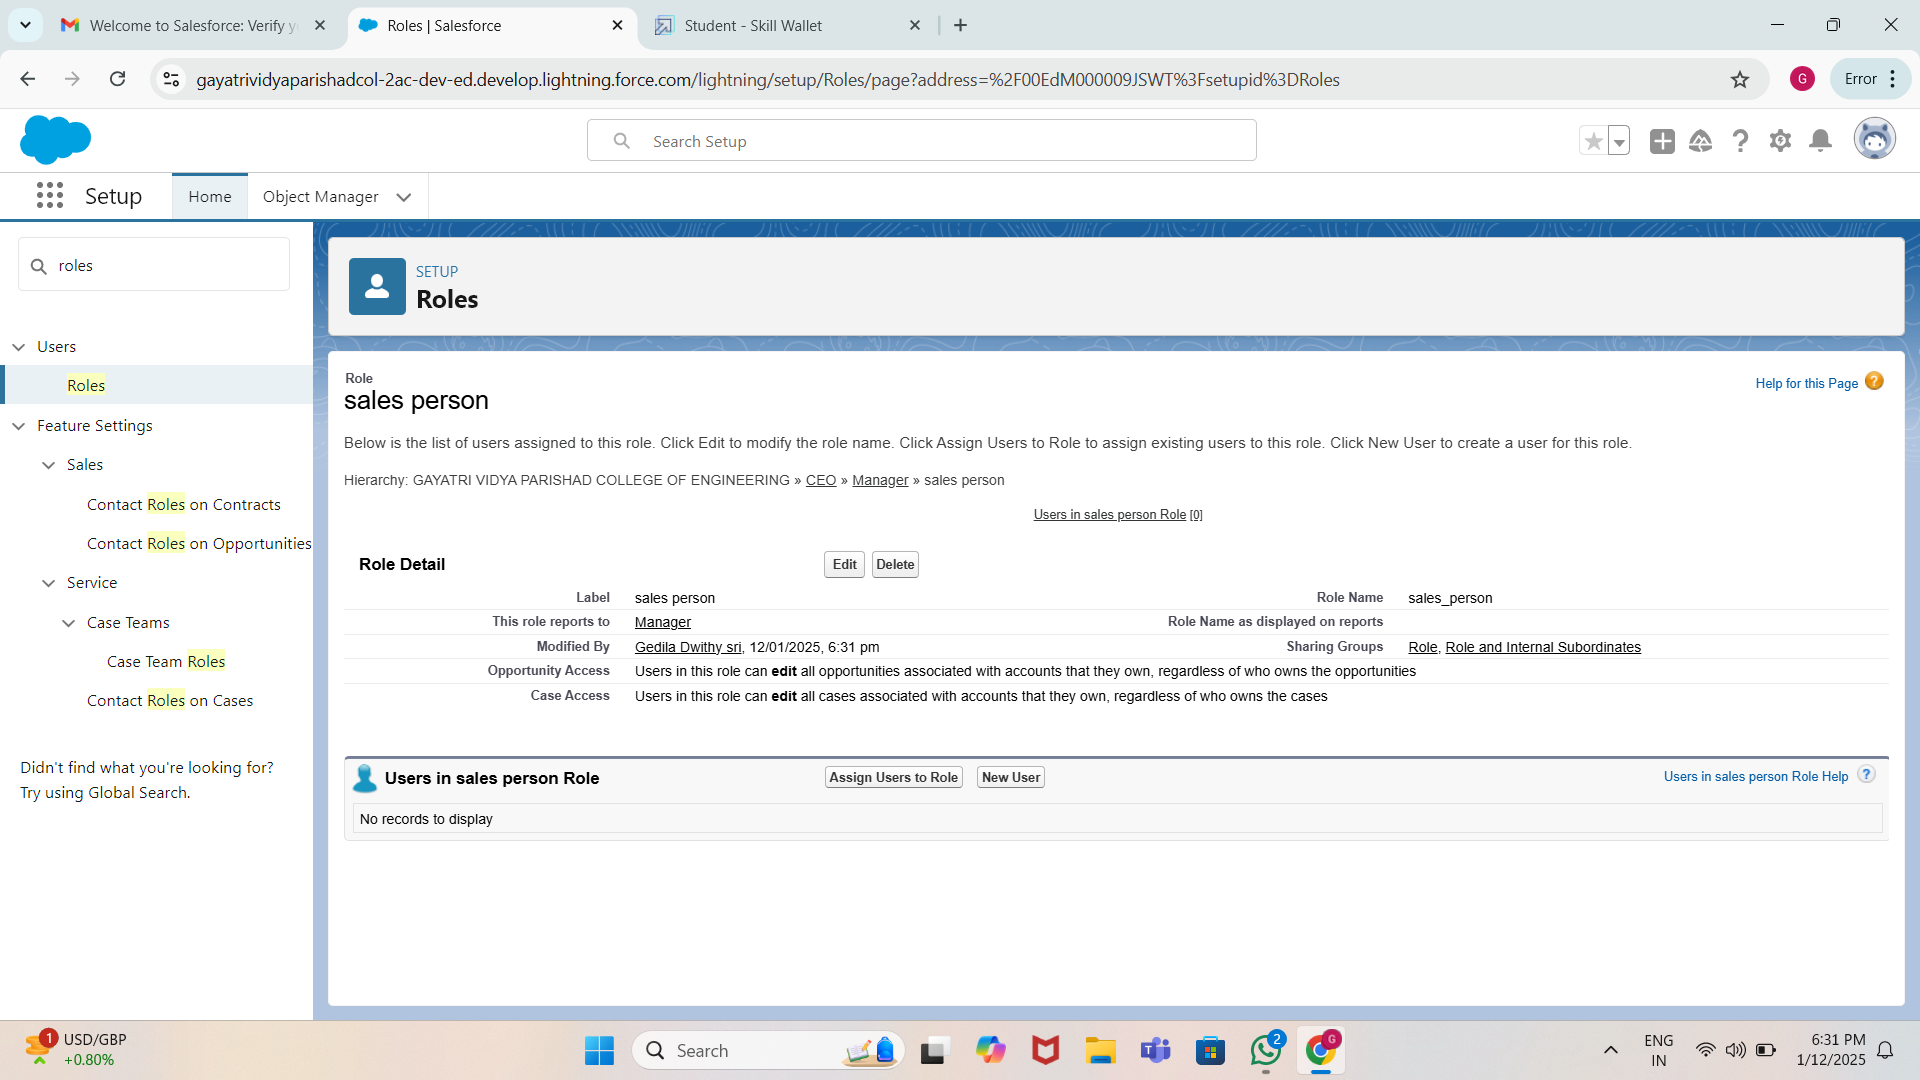 Welcome to Salesforce: Verify y
Roles | Salesforce
Student - Skill Wallet
gayatrividyaparishadcol-2ac-dev-ed.develop.lightning.force.com/lightning/setup/Roles/page?address=%2F00EdM000009JSWT%3Fsetupid%3DRoles
G
Error
Search Setup
Setup
Home
Object Manager
roles
Users
Roles
Feature Settings
Sales
Contact Roles on Contracts
Contact Roles on Opportunities
Service
Case Teams
Case Team Roles
Contact Roles on Cases
Didn't find what you're looking for?
Try using Global Search.
SETUP
Roles
Role
sales person
Help for this Page
Below is the list of users assigned to this role. Click Edit to modify the role name. Click Assign Users to Role to assign existing users to this role. Click New User to create a user for this role.
Hierarchy: GAYATRI VIDYA PARISHAD COLLEGE OF ENGINEERING » CEO » Manager » sales person
Users in sales person Role [0]
Role Detail
Edit
Delete
Label sales person
Role Name sales_person
This role reports to Manager
Role Name as displayed on reports
Modified By Gedila Dwithy sri, 12/01/2025, 6:31 pm
Sharing Groups Role, Role and Internal Subordinates
Opportunity Access Users in this role can edit all opportunities associated with accounts that they own, regardless of who owns the opportunities
Case Access Users in this role can edit all cases associated with accounts that they own, regardless of who owns the cases
Users in sales person Role
Assign Users to Role
New User
Users in sales person Role Help ?
No records to display
1
USD/GBP
+0.80%
Search
2
G
ENG
IN
6:31 PM
1/12/2025